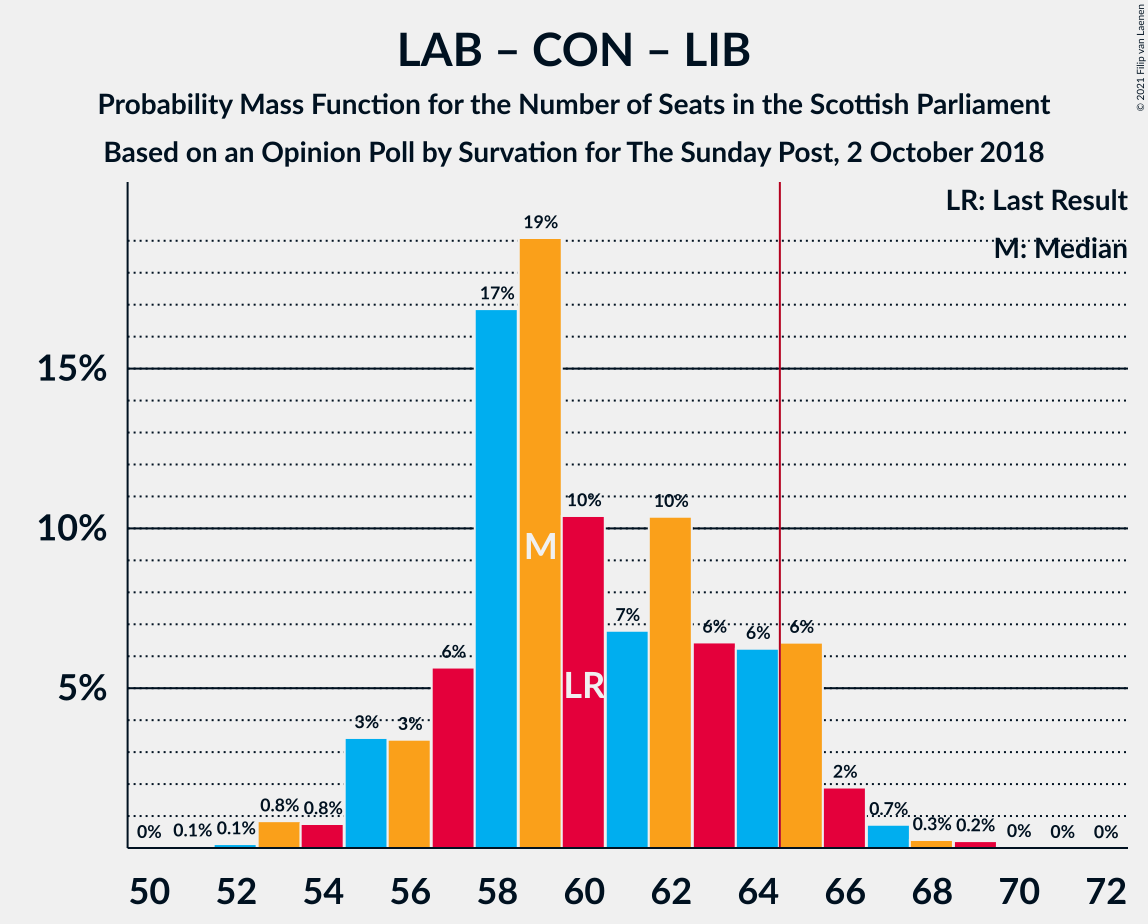 LAB – CON – LIB
Probability Mass Function for the Number of Seats in the Scottish Parliament
Based on an Opinion Poll by Survation for The Sunday Post, 2 October 2018
© 2021 Filip van Laenen
LR: Last Result
M: Median
15%
10%
5%
0%
0.1%
0.1%
0.8%
0.8%
3%
3%
6%
17%
19%
10%
7%
10%
6%
6%
6%
2%
0.7%
0.3%
0.2%
0%
0%
0%
M
LR
50 52 54 56 58 60 62 64 66 68 70 72